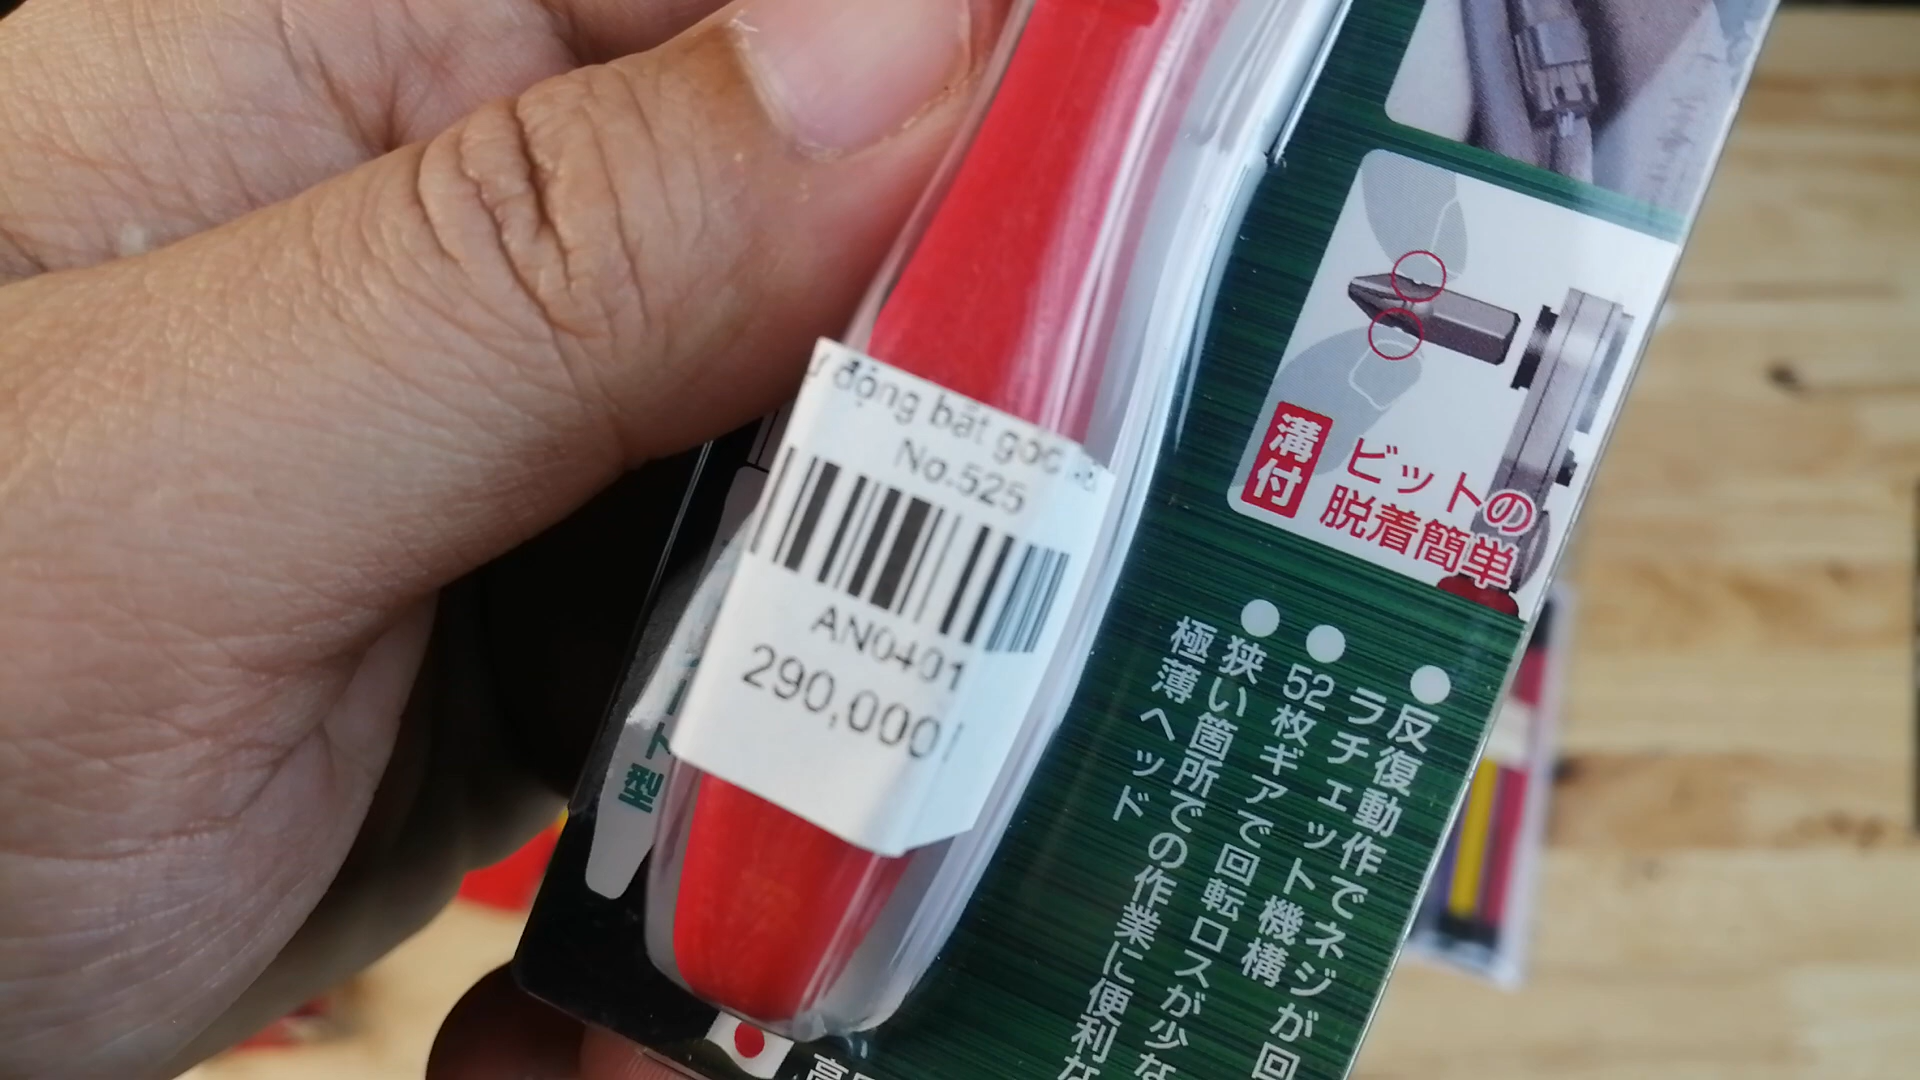 động bắt góc
No.525
AN0401
290,000
溝付
ビットの
脱着簡単
●反復動作でネジが回
ラチェット機構
●52枚ギアで回転ロスが少な
●狭い箇所での作業に便利な
極薄ヘッド
ト型